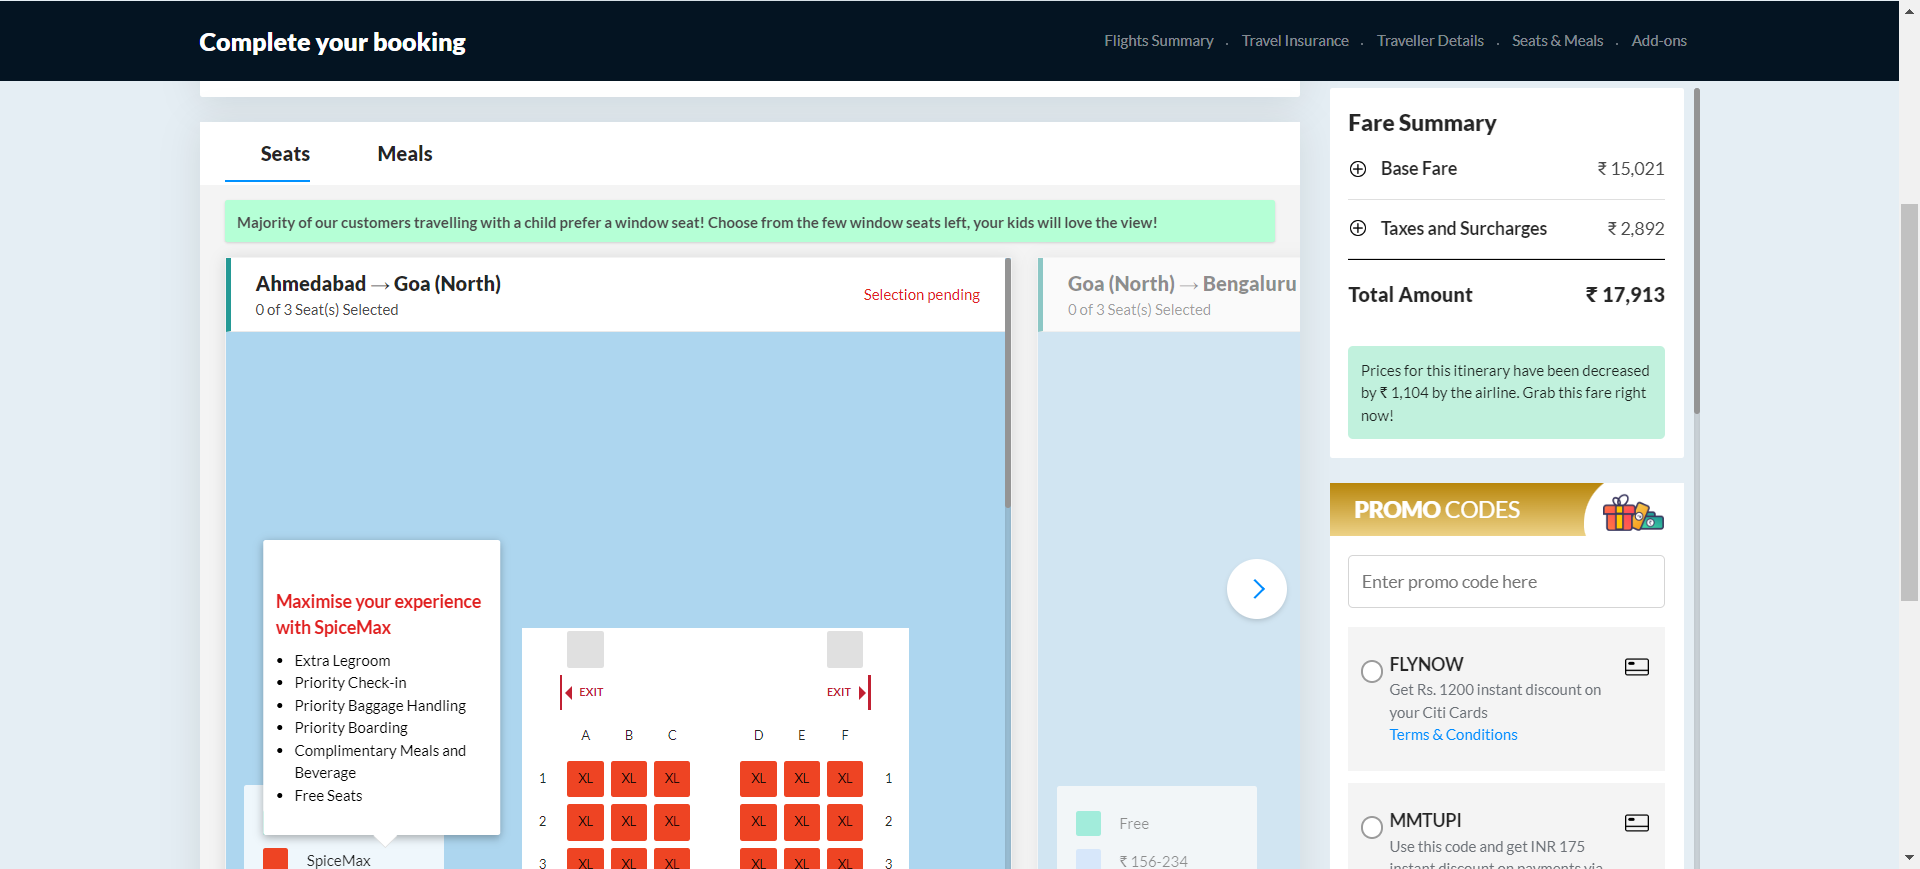 Complete your booking
Flights Summary . Travel Insurance . Traveller Details . Seats & Meals . Add-ons
Seats Meals
Majority of our customers travelling with a child prefer a window seat! Choose from the few window seats left, your kids will love the view!
Ahmedabad → Goa (North)
0 of 3 Seat(s) Selected
Selection pending
Goa (North) → Bengaluru
0 of 3 Seat(s) Selected
Maximise your experience
with SpiceMax
• Extra Legroom
• Priority Check-in
• Priority Baggage Handling
• Priority Boarding
• Complimentary Meals and
Beverage
• Free Seats
SpiceMax
EXIT EXIT
A B C D E F
1 XL XL XL XL XL XL 1
2 XL XL XL XL XL XL 2
3 XL XL XL XL XL XL 3
Free
₹ 156-234
Fare Summary
Base Fare ₹ 15,021
Taxes and Surcharges ₹ 2,892
Total Amount ₹ 17,913
Prices for this itinerary have been decreased
by ₹ 1,104 by the airline. Grab this fare right
now!
PROMO CODES
Enter promo code here
FLYNOW
Get Rs. 1200 instant discount on
your Citi Cards
Terms & Conditions
MMTUPI
Use this code and get INR 175
instant discount on payments via